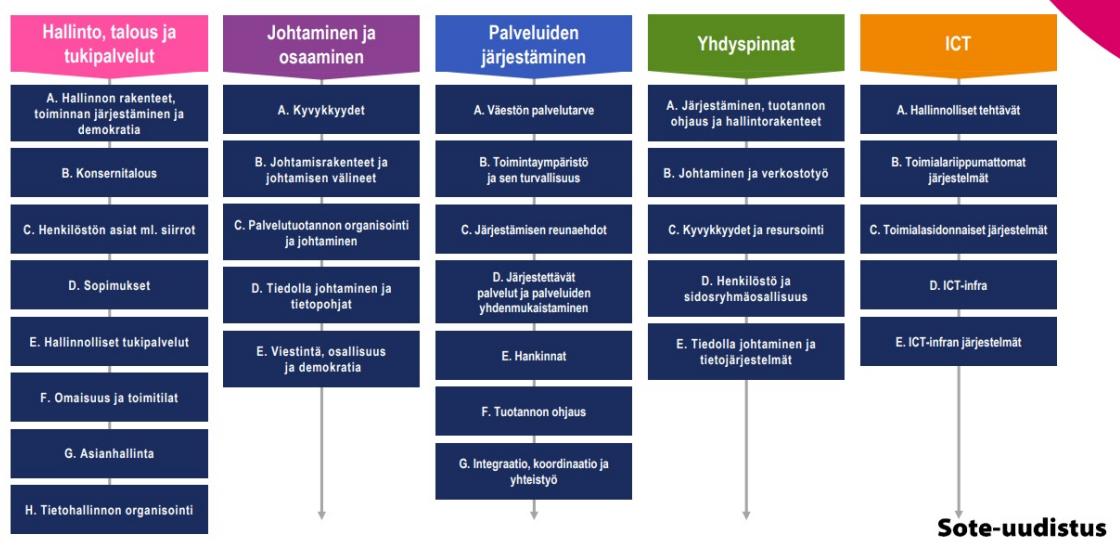 Hallinto, talous ja
tukipalvelut
A. Hallinnon rakenteet,
toiminnan järjestäminen ja
demokratia
B. Konsernitalous
C. Henkilöstön asiat ml. siirrot
D. Sopimukset
E. Hallinnolliset tukipalvelut
F. Omaisuus ja toimitilat
G. Asianhallinta
H. Tietohallinnon organisointi
Johtaminen ja
osaaminen
A. Kyvykkyydet
B. Johtamisrakenteet ja
johtamisen välineet
C. Palvelutuotannon organisointi
ja johtaminen
D. Tiedolla johtaminen ja
tietopohjat
E. Viestintä, osallisuus
ja demokratia
Palveluiden
järjestäminen
A. Väestön palvelutarve
B. Toimintaympäristö
ja sen turvallisuus
C. Järjestämisen reunaehdot
D. Järjestettävät
palvelut ja palveluiden
yhdenmukaistaminen
E. Hankinnat
F. Tuotannon ohjaus
G. Integraatio, koordinaatio ja
yhteistyö
Yhdyspinnat
A. Järjestäminen, tuotannon
ohjaus ja hallintorakenteet
B. Johtaminen ja verkostotyö
C. Kyvykkyydet ja resursointi
D. Henkilöstö ja
sidosryhmäosallisuus
E. Tiedolla johtaminen ja
tietojärjestelmät
ICT
A. Hallinnolliset tehtävät
B. Toimialariippumattomat
järjestelmät
C. Toimialasidonnaiset järjestelmät
D. ICT-infra
E. ICT-infran järjestelmät
Sote-uudistus